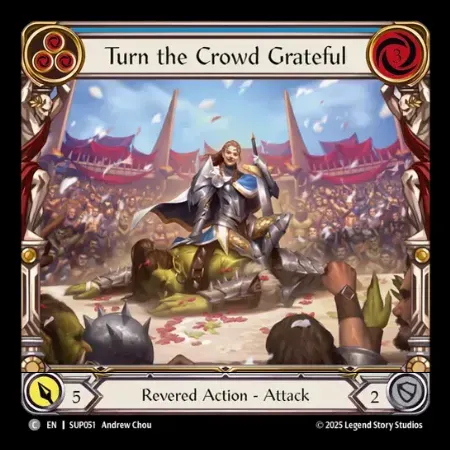 Turn the Crowd Grateful
3
5
Revered Action - Attack
2
C EN | SUP051 Andrew Chou
© 2025 Legend Story Studios